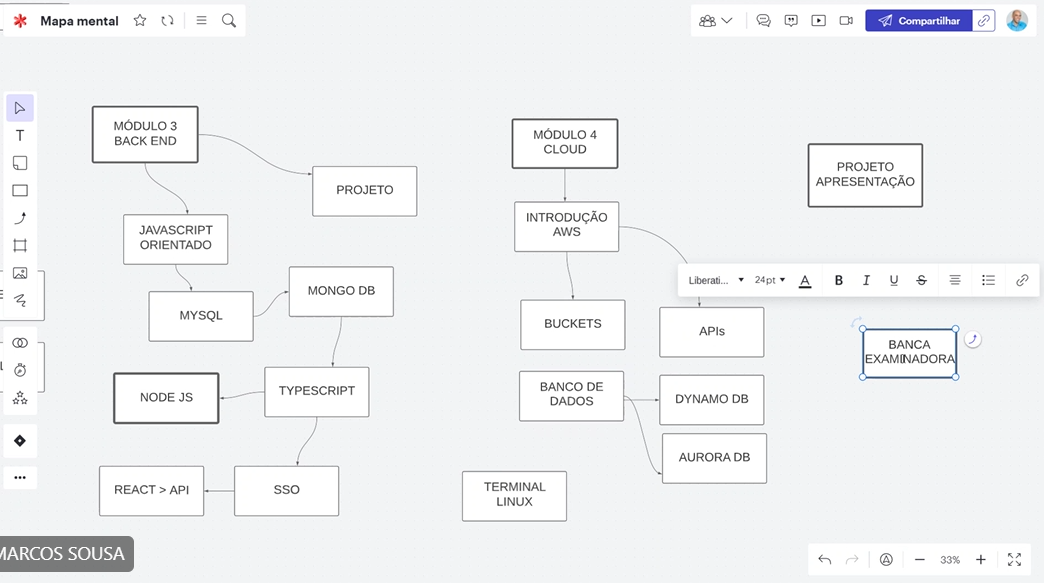 Mapa mental
Compartilhar
MÓDULO 3
BACK END
PROJETO
JAVASCRIPT
ORIENTADO
MYSQL
MONGO DB
NODE JS
TYPESCRIPT
REACT > API
SSO
MÓDULO 4
CLOUD
INTRODUÇÃO
AWS
BUCKETS
APIs
BANCO DE
DADOS
DYNAMO DB
AURORA DB
TERMINAL
LINUX
PROJETO
APRESENTAÇÃO
Liberati... 24pt A B I U S
BANCA
EXAMINADORA
T
MARCOS SOUSA
33%